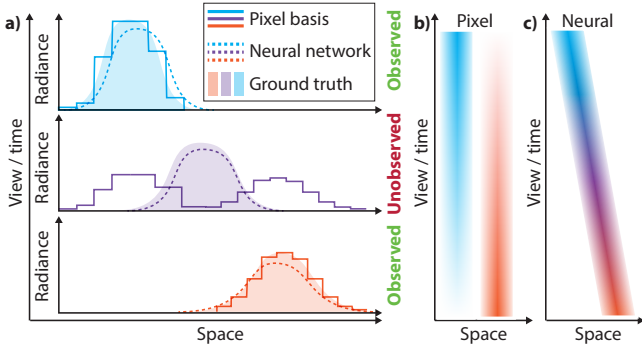 a)
View / time
Radiance
Pixel basis
Neural network
Ground truth
Observed
Radiance
Unobserved
Radiance
Observed
Space
b)
Pixel
View / time
Space
c)
Neural
View / time
Space